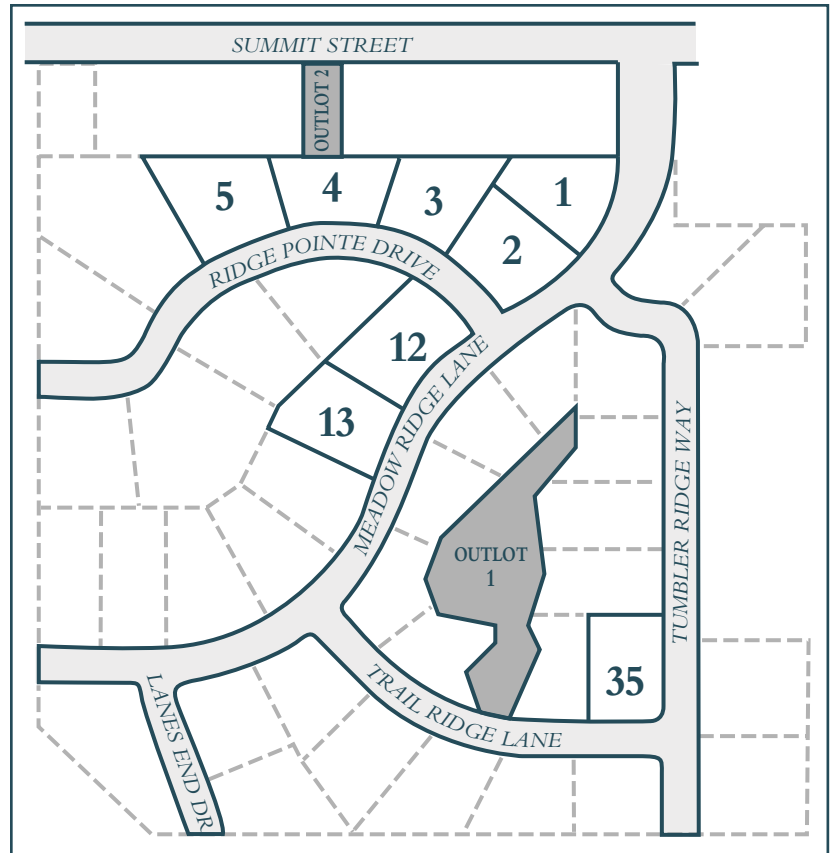 SUMMIT STREET
OUTLOT 2
5
4
3
1
2
RIDGE POINTE DRIVE
12
13
MEADOW RIDGE LANE
TUMBLER RIDGE WAY
OUTLOT
1
35
TRAIL RIDGE LANE
LANES END DR